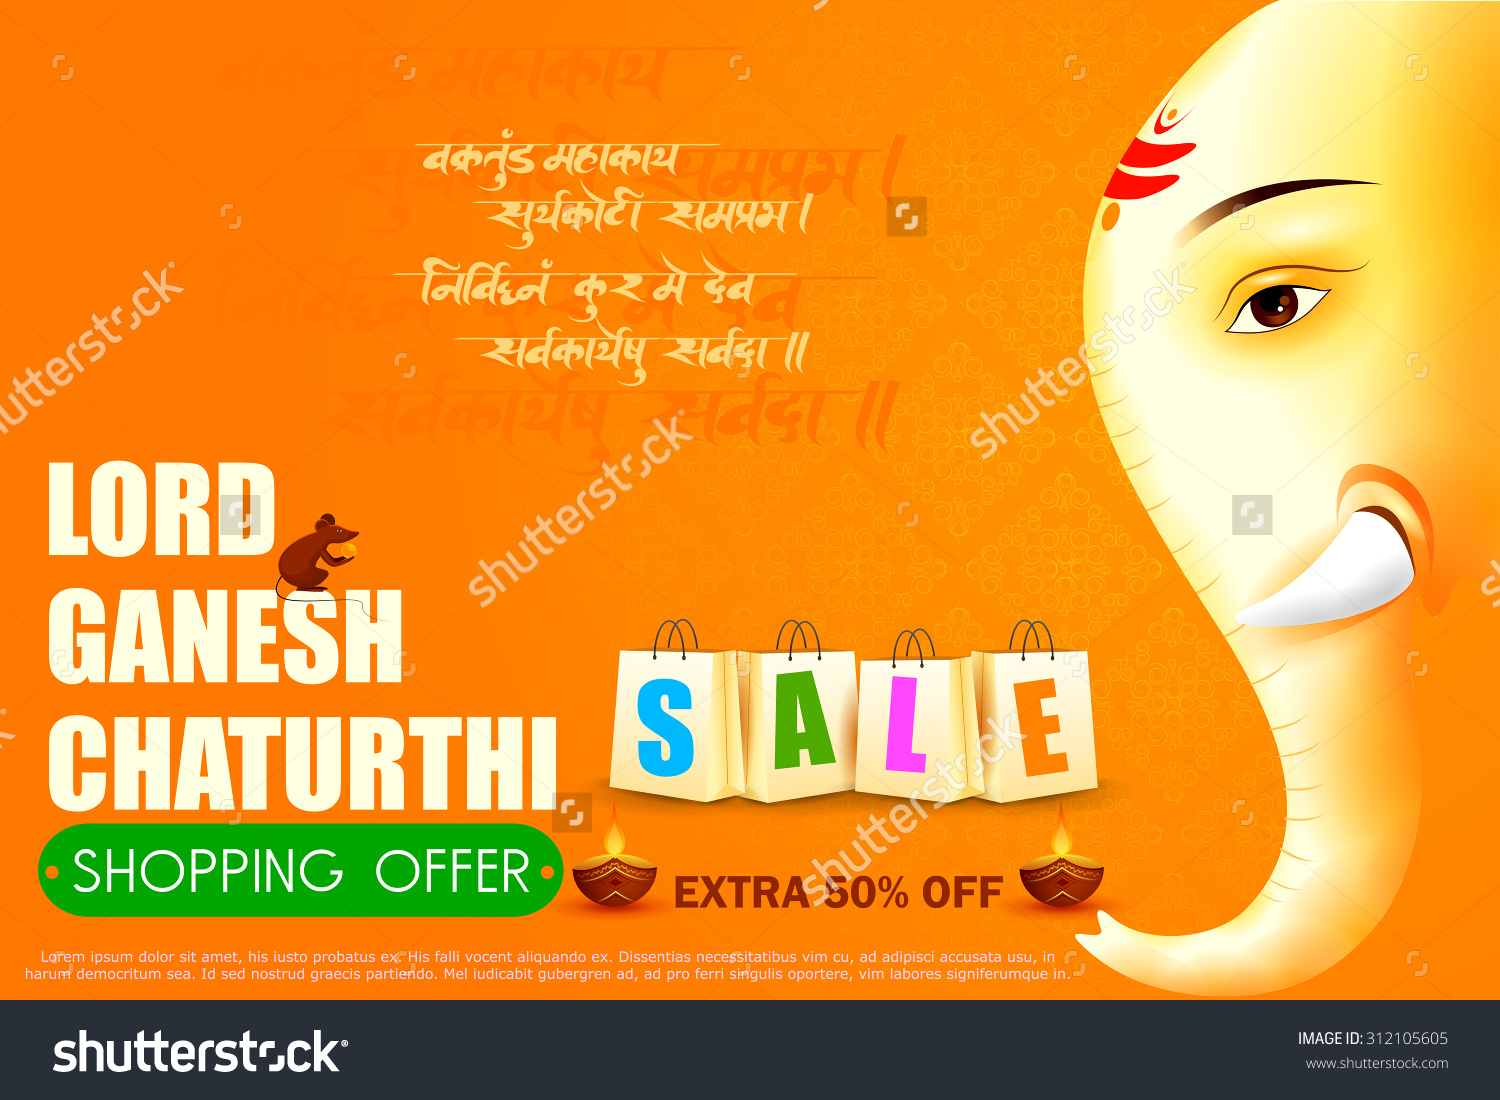 वक्रतुंड महाकाय
सुर्यकोटी समप्रभ।
निर्विघ्नं कुर मे देव
सर्वकार्येषु सर्वदा॥
LORD
GANESH
CHATURTHI
SALE
SHOPPING OFFER
EXTRA 50% OFF
Lorem ipsum dolor sit amet, his iusto probatus ex. His falli vocent aliquando ex. Dissentias necessitatibus vim cu, ad adipisci accusata usu, in
harum democritum sea. Id sed nostrud graecis partiendo. Mel iudicabit gubergren ad, ad pro ferri singulis oportere, vim labores signiferumque in.
shutterstock®
IMAGE ID: 312105605
www.shutterstock.com